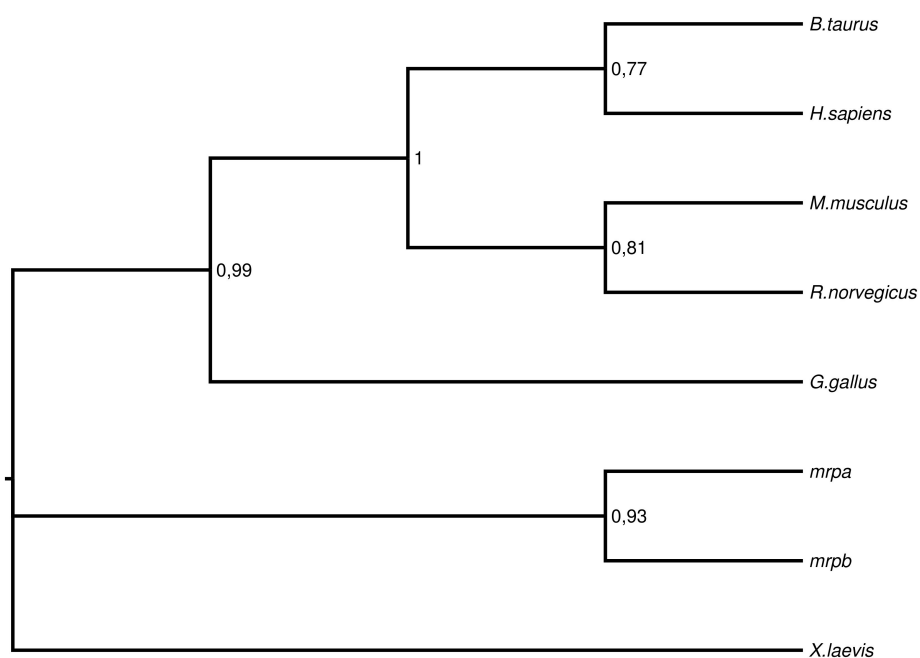 B.taurus
0,77
H.sapiens
1
M.musculus
0,81
0,99
R.norvegicus
G.gallus
mrpa
0,93
mrpb
X.laevis